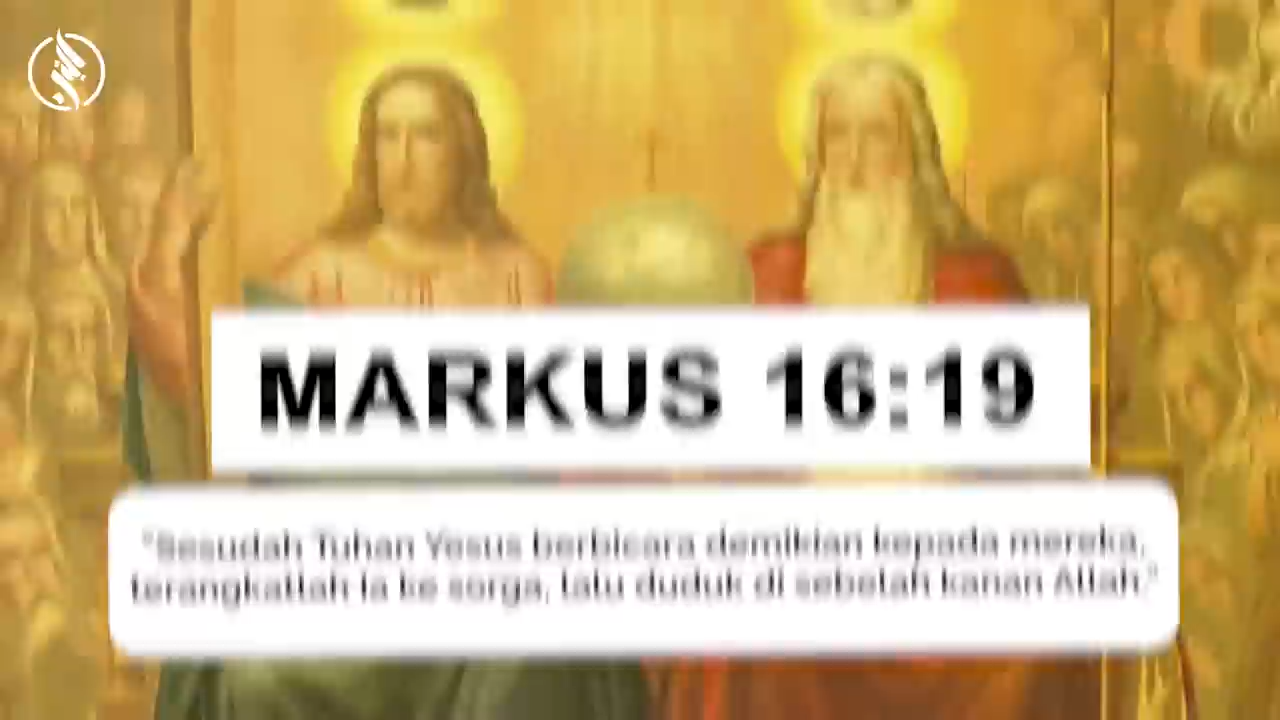 MARKUS 16:19
"Sesudah Tuhan Yesus berbicara demikian kepada mereka,
terangkatlah Ia ke sorga, lalu duduk di sebelah kanan Allah."